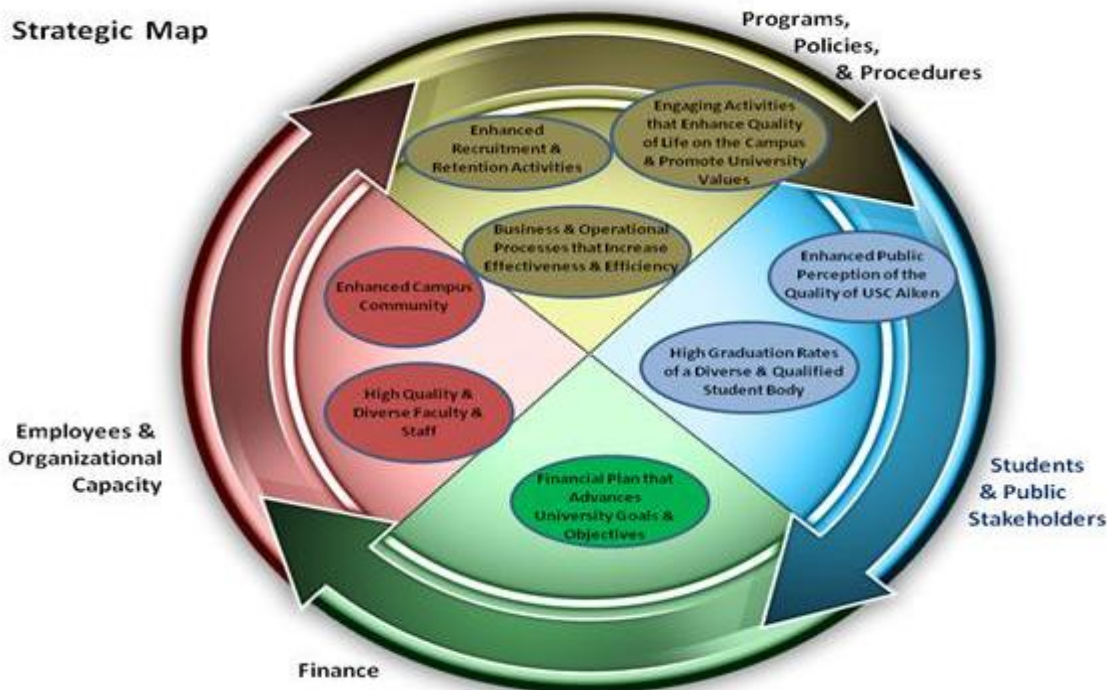 Strategic Map
Programs,
Policies,
& Procedures
Enhanced
Recruitment &
Retention Activities
Engaging Activities
that Enhance Quality
of Life on the Campus
& Promote University
Values
Business & Operational
Processes that Increase
Effectiveness & Efficiency
Enhanced Public
Perception of the
Quality of USC Aiken
High Graduation Rates
of a Diverse & Qualified
Student Body
Students
& Public
Stakeholders
Financial Plan that
Advances
University Goals &
Objectives
Finance
Enhanced Campus
Community
High Quality &
Diverse Faculty &
Staff
Employees &
Organizational
Capacity